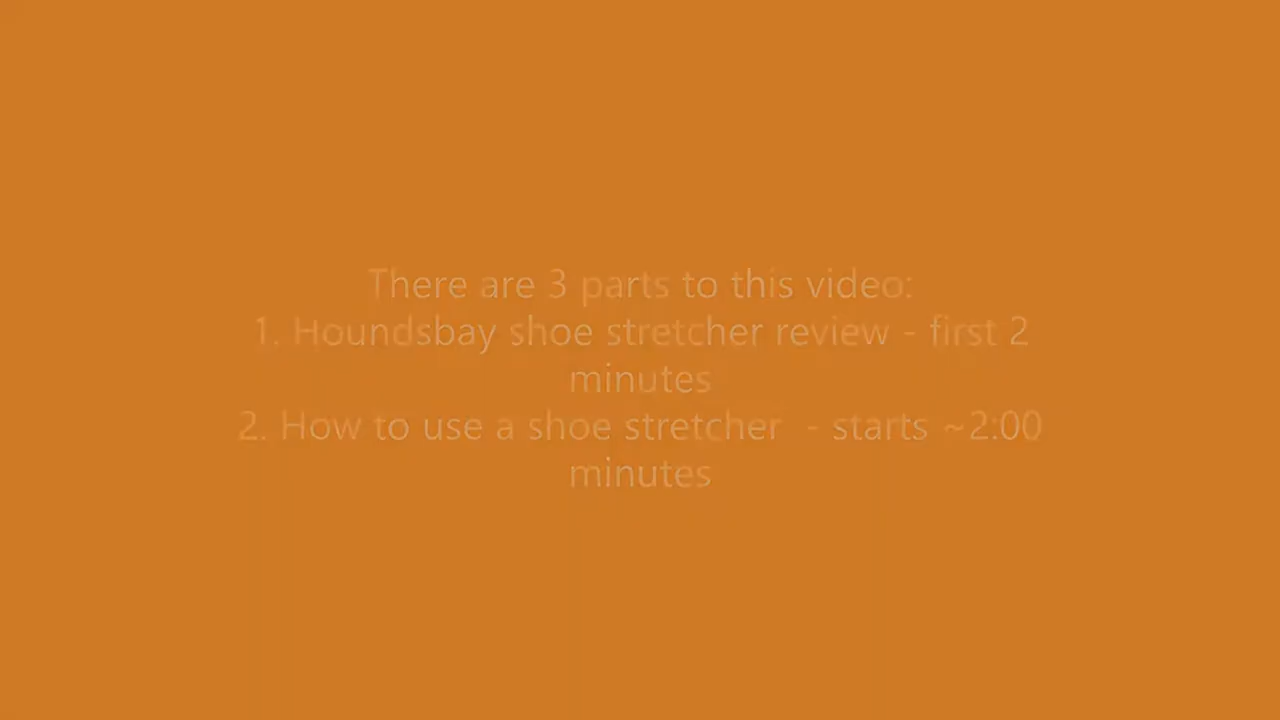 There are 3 parts to this video:
1. Houndsbay shoe stretcher review - first 2
minutes
2. How to use a shoe stretcher  - starts ~2:00
minutes